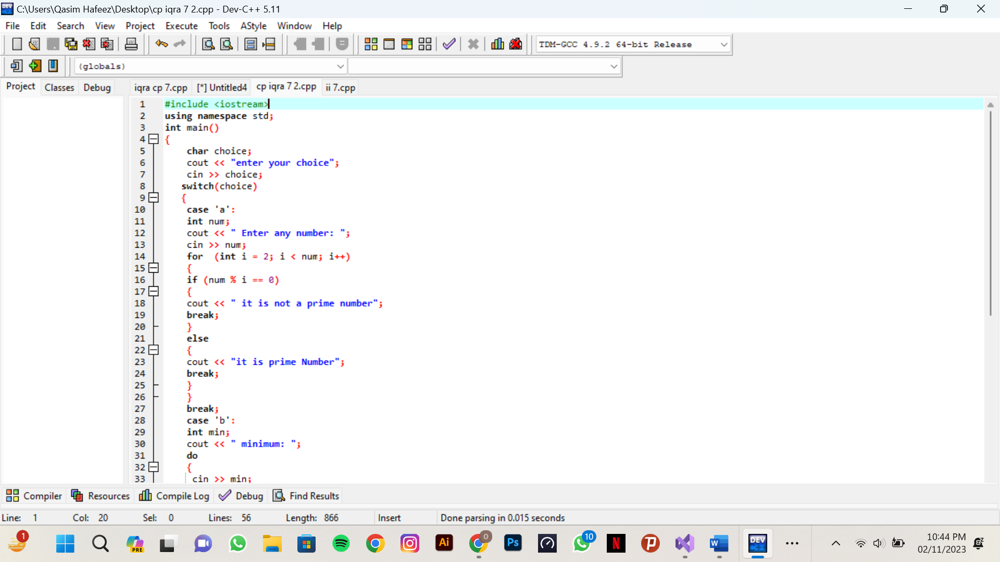 C:\Users\Qasim Hafeez\Desktop\cp iqra 7 2.cpp - Dev-C++ 5.11
File Edit Search View Project Execute Tools AStyle Window Help
TDM-GCC 4.9.2 64-bit Release
(globals)
Project Classes Debug iqra cp 7.cpp [*] Untitled4 cp iqra 7 2.cpp ii 7.cpp
1 #include <iostream>
2 using namespace std;
3 int main()
4 {
5 char choice;
6 cout << "enter your choice";
7 cin >> choice;
8 switch(choice)
9 {
10 case 'a':
11 int num;
12 cout << " Enter any number: ";
13 cin >> num;
14 for  (int i = 2; i < num; i++)
15 {
16 if (num % i == 0)
17 {
18 cout << " it is not a prime number";
19 break;
20 }
21 else
22 {
23 cout << "it is prime Number";
24 break;
25 }
26 }
27 break;
28 case 'b':
29 int min;
30 cout << " minimum: ";
31 do
32 {
33 cin >> min;
Compiler Resources Compile Log Debug Find Results
Line: 1 Col: 20 Sel: 0 Lines: 56 Length: 866 Insert Done parsing in 0.015 seconds
1 PRE Ai 0 Ps 10 N P W DEV C++ 10:44 PM
02/11/2023